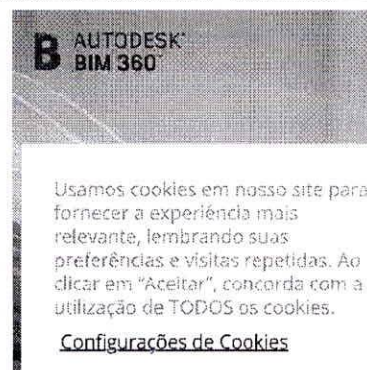 B AUTODESK®
BIM 360™
Usamos cookies em nosso site para
fornecer a experiência mais
relevante, lembrando suas
preferências e visitas repetidas. Ao
clicar em “Aceitar”, concorda com a
utilização de TODOS os cookies.
Configurações de Cookies